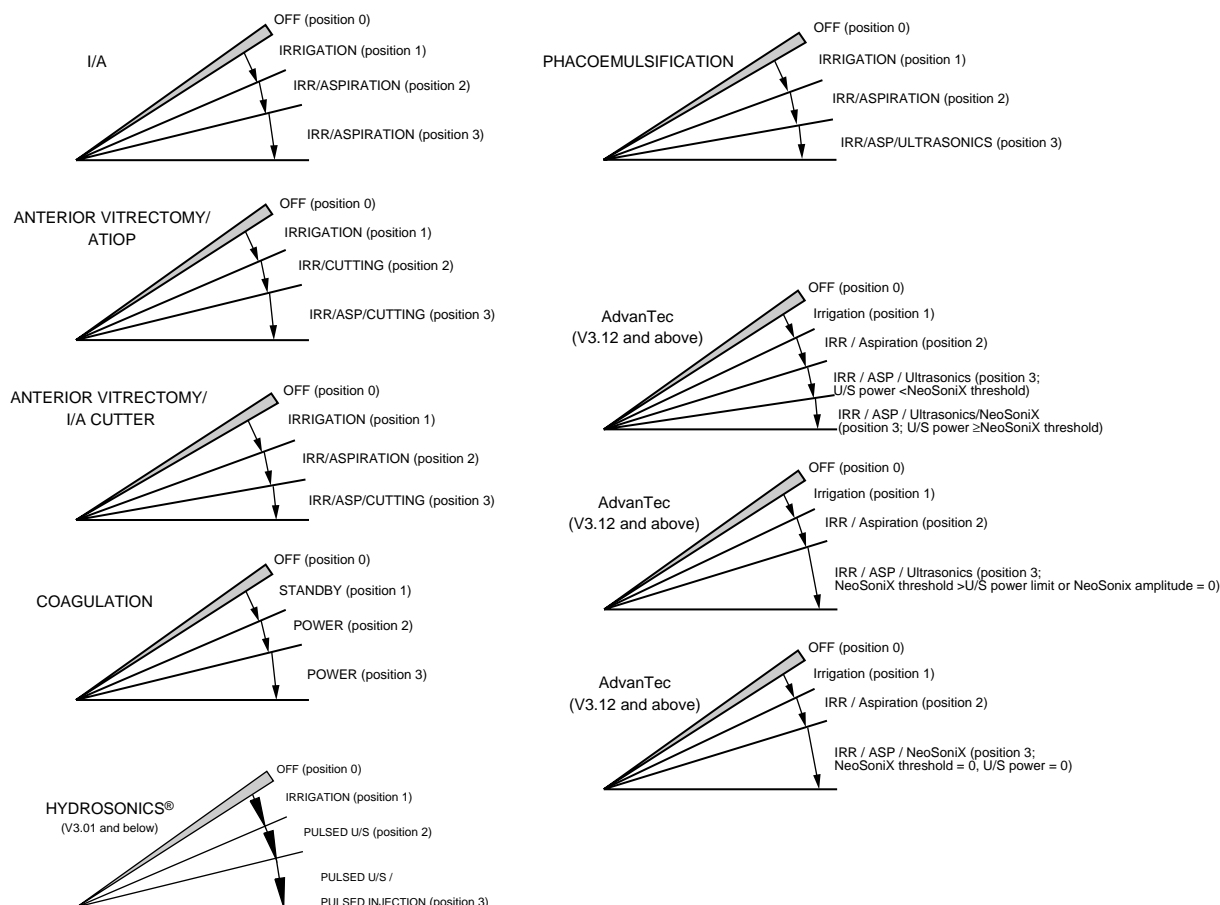 I/A
OFF (position 0)
IRRIGATION (position 1)
IRR/ASPIRATION (position 2)
IRR/ASPIRATION (position 3)
ANTERIOR VITRECTOMY/
ATIOP
OFF (position 0)
IRRIGATION (position 1)
IRR/CUTTING (position 2)
IRR/ASP/CUTTING (position 3)
ANTERIOR VITRECTOMY/
I/A CUTTER
OFF (position 0)
IRRIGATION (position 1)
IRR/ASPIRATION (position 2)
IRR/ASP/CUTTING (position 3)
COAGULATION
OFF (position 0)
STANDBY (position 1)
POWER (position 2)
POWER (position 3)
HYDROSONICS®
(V3.01 and below)
OFF (position 0)
IRRIGATION (position 1)
PULSED U/S (position 2)
PULSED U/S /
PULSED INJECTION (position 3)
PHACOEMULSIFICATION
OFF (position 0)
IRRIGATION (position 1)
IRR/ASPIRATION (position 2)
IRR/ASP/ULTRASONICS (position 3)
AdvanTec
(V3.12 and above)
OFF (position 0)
Irrigation (position 1)
IRR / Aspiration (position 2)
IRR / ASP / Ultrasonics (position 3;
U/S power <NeoSoniX threshold)
IRR / ASP / Ultrasonics/NeoSoniX
(position 3; U/S power ≥NeoSoniX threshold)
AdvanTec
(V3.12 and above)
OFF (position 0)
Irrigation (position 1)
IRR / Aspiration (position 2)
IRR / ASP / Ultrasonics (position 3;
NeoSoniX threshold >U/S power limit or NeoSonix amplitude = 0)
AdvanTec
(V3.12 and above)
OFF (position 0)
Irrigation (position 1)
IRR / Aspiration (position 2)
IRR / ASP / NeoSoniX (position 3;
NeoSoniX threshold = 0, U/S power = 0)